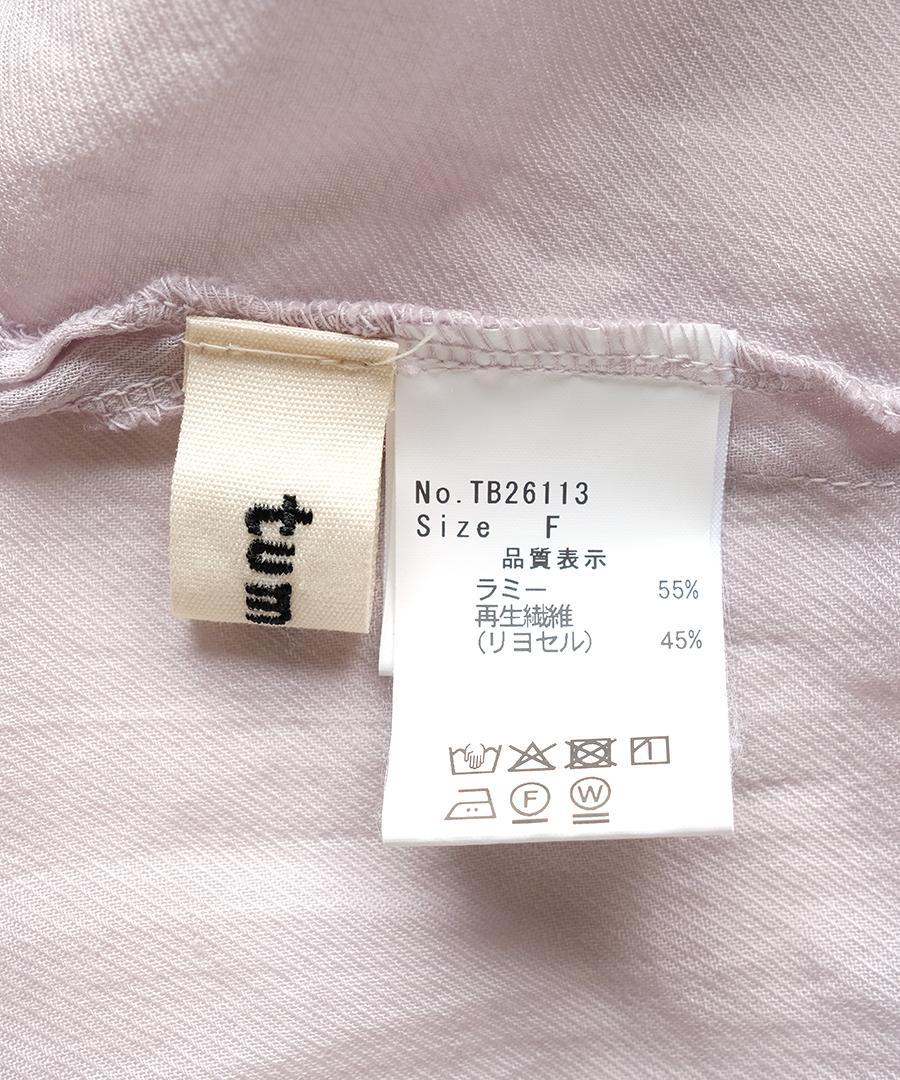 tum
No.TB26113
Size F
品質表示
ラミー 55%
再生繊維
(リヨセル) 45%
F W